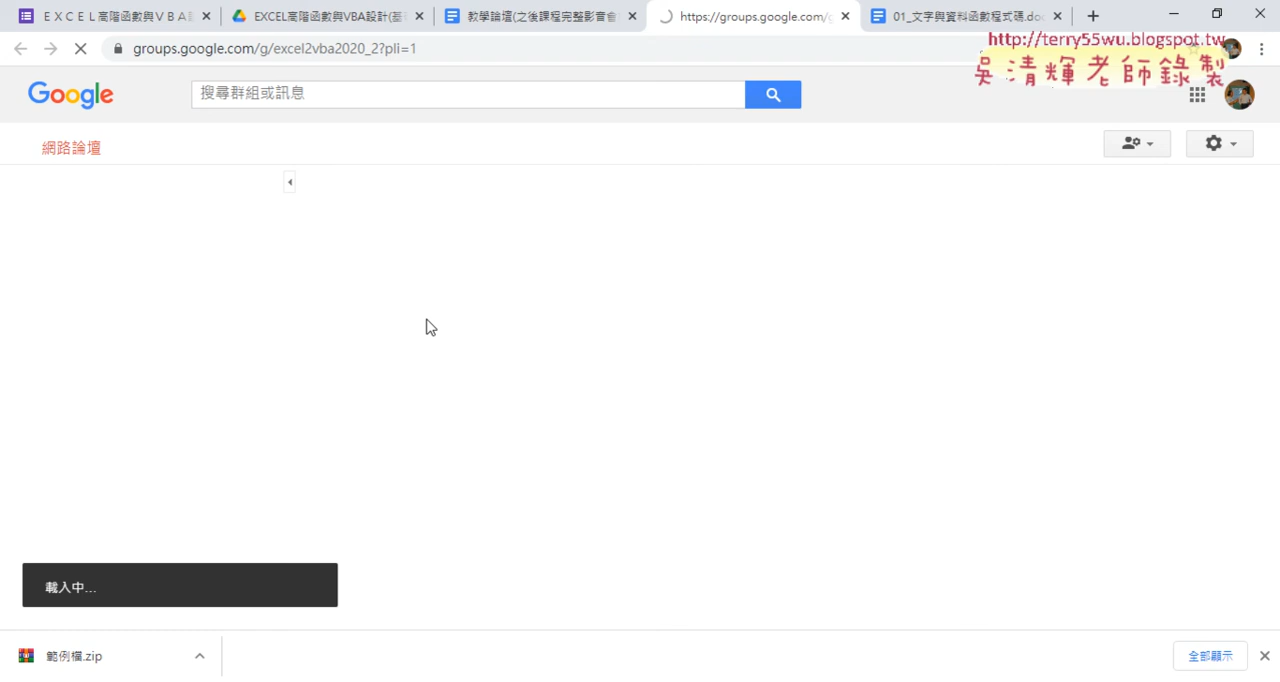 ＥＸＣＥＬ高階函數與ＶＢＡ設
EXCEL高階函數與VBA設計(基
教學論壇(之後課程完整影音會
https://groups.google.com/g
01_文字與資料函數程式碼.doc
groups.google.com/g/excel2vba2020_2?pli=1
http://terry55wu.blogspot.tw
吳清輝老師錄製
Google
搜尋群組或訊息
網路論壇
載入中...
範例檔.zip
全部顯示